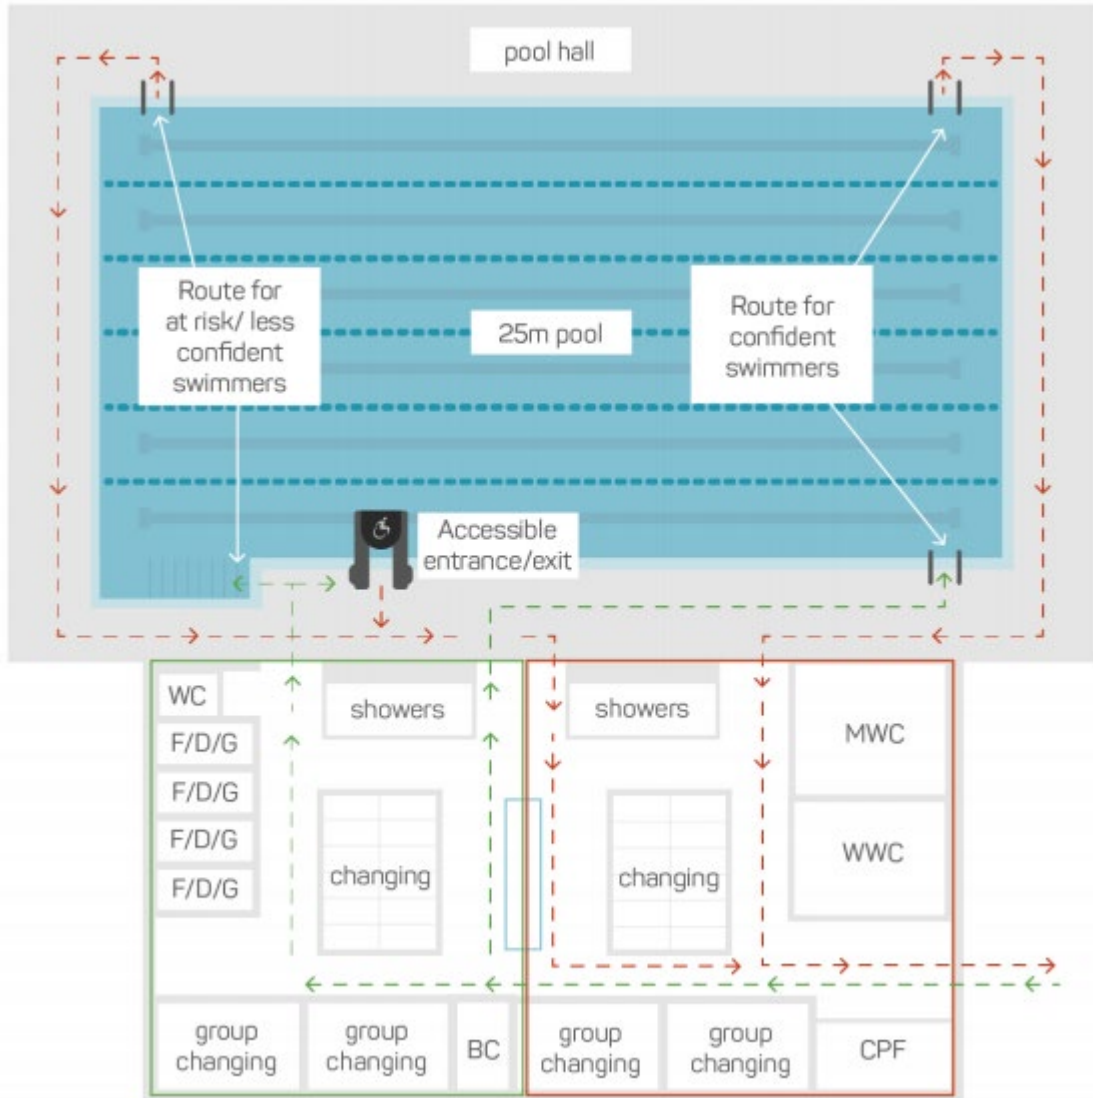 pool hall
Route for
at risk/ less
confident
swimmers
25m pool
Route for
confident
swimmers
Accessible
entrance/exit
WC
showers
showers
F/D/G
MWC
F/D/G
F/D/G
WWC
F/D/G
changing
changing
group
changing
group
changing
BC
group
changing
group
changing
CPF